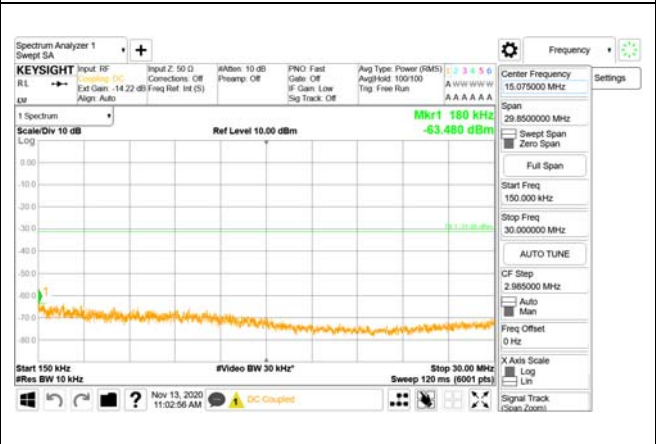 Spectrum Analyzer 1
Swept SA
+
Frequency
KEYSIGHT
RL
Input: RF
Coupling: DC
Ext Gain: -14.22 dB
Align: Auto
Input Z: 50 Ω
Corrections: Off
Freq Ref: Int (S)
#Atten: 10 dB
Preamp: Off
PNO: Fast
Gate: Off
IF Gain: Low
Sig Track: Off
Avg Type: Power (RMS)
Avg|Hold: 100/100
Trig: Free Run
1 2 3 4 5 6
A W W W W W
A A A A A A
1 Spectrum
Scale/Div 10 dB
Log
Ref Level 10.00 dBm
Mkr1 180 kHz
-63.480 dBm
0.00
-10.0
-20.0
-30.0
-40.0
-50.0
-60.0
-70.0
-80.0
1
Start 150 kHz
#Res BW 10 kHz
#Video BW 30 kHz*
Stop 30.00 MHz
Sweep 120 ms (6001 pts)
Nov 13, 2020
11:02:56 AM
?
1
DC Coupled
Center Frequency
15.075000 MHz
Settings
Span
29.8500000 MHz
Swept Span
Zero Span
Full Span
Start Freq
150.000 kHz
Stop Freq
30.000000 MHz
AUTO TUNE
CF Step
2.985000 MHz
Auto
Man
Freq Offset
0 Hz
X Axis Scale
Log
Lin
Signal Track
(Span Zoom)